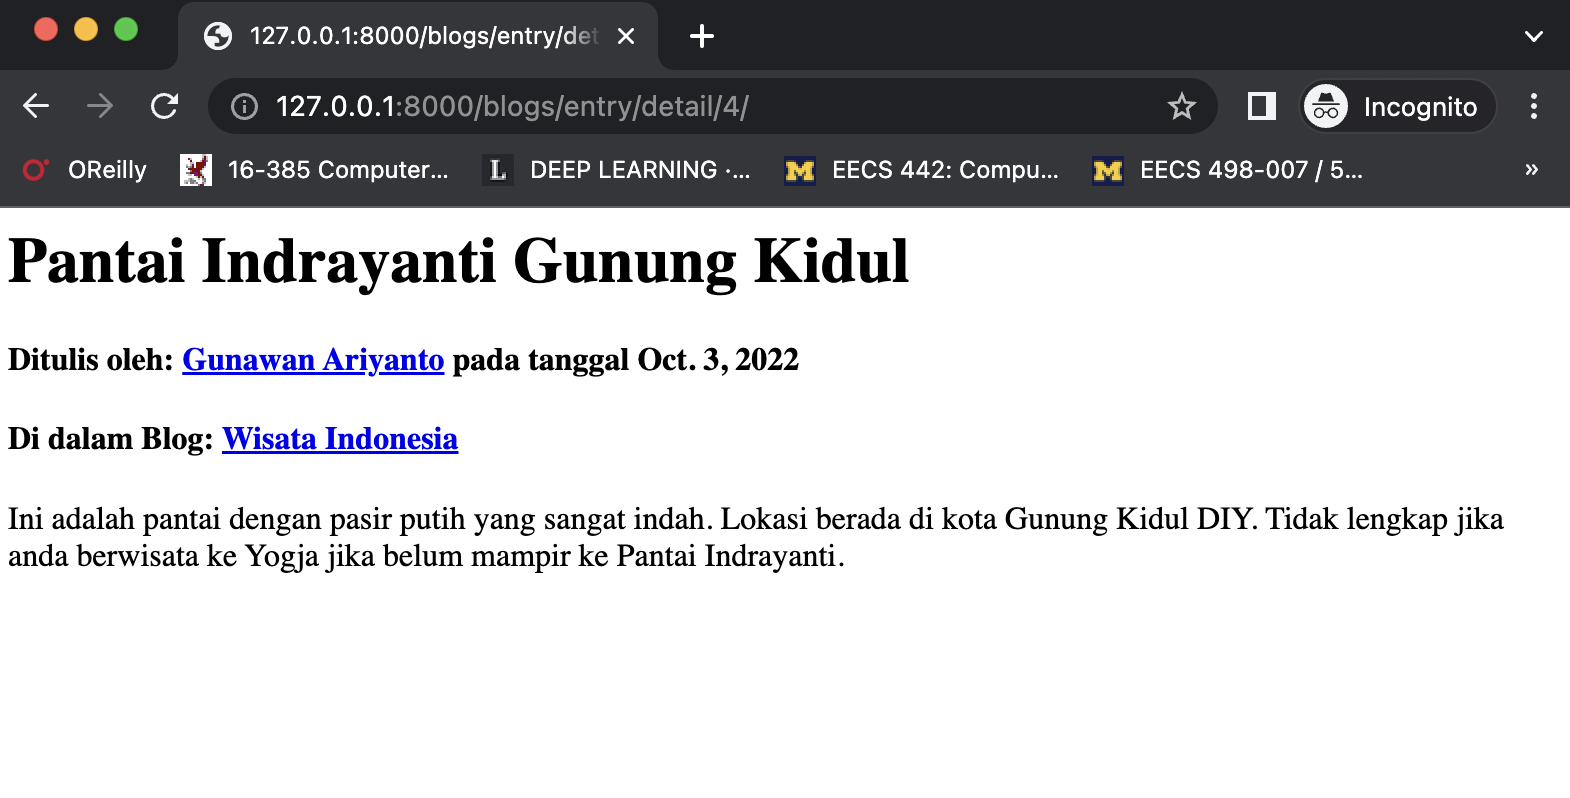 127.0.0.1:8000/blogs/entry/det
127.0.0.1:8000/blogs/entry/detail/4/
Incognito
OReilly
16-385 Computer...
DEEP LEARNING ·...
EECS 442: Compu...
EECS 498-007 / 5...
Pantai Indrayanti Gunung Kidul
Ditulis oleh: Gunawan Ariyanto pada tanggal Oct. 3, 2022
Di dalam Blog: Wisata Indonesia
Ini adalah pantai dengan pasir putih yang sangat indah. Lokasi berada di kota Gunung Kidul DIY. Tidak lengkap jika
anda berwisata ke Yogja jika belum mampir ke Pantai Indrayanti.